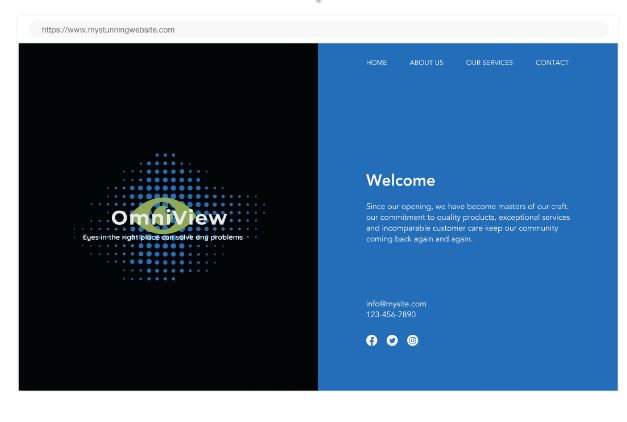 https://www.mystunningwebsite.com
HOME ABOUT US OUR SERVICES CONTACT
OmniView
Eyes in the right place can solve any problems
Welcome
Since our opening, we have become masters of our craft.
our commitment to quality products, exceptional services
and incomparable customer care keep our community
coming back again and again.
info@mysite.com
123-456-7890